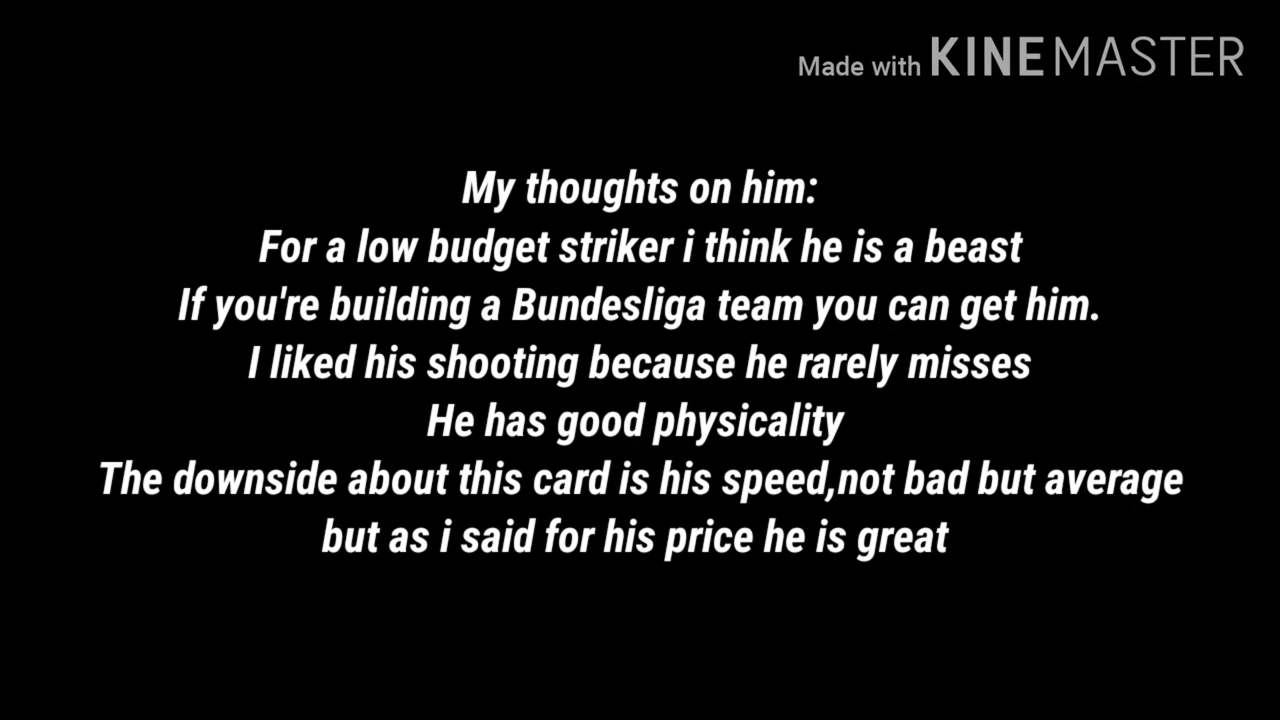 Made with KINEMASTER
My thoughts on him:
For a low budget striker i think he is a beast
If you're building a Bundesliga team you can get him.
I liked his shooting because he rarely misses
He has good physicality
The downside about this card is his speed,not bad but average
but as i said for his price he is great